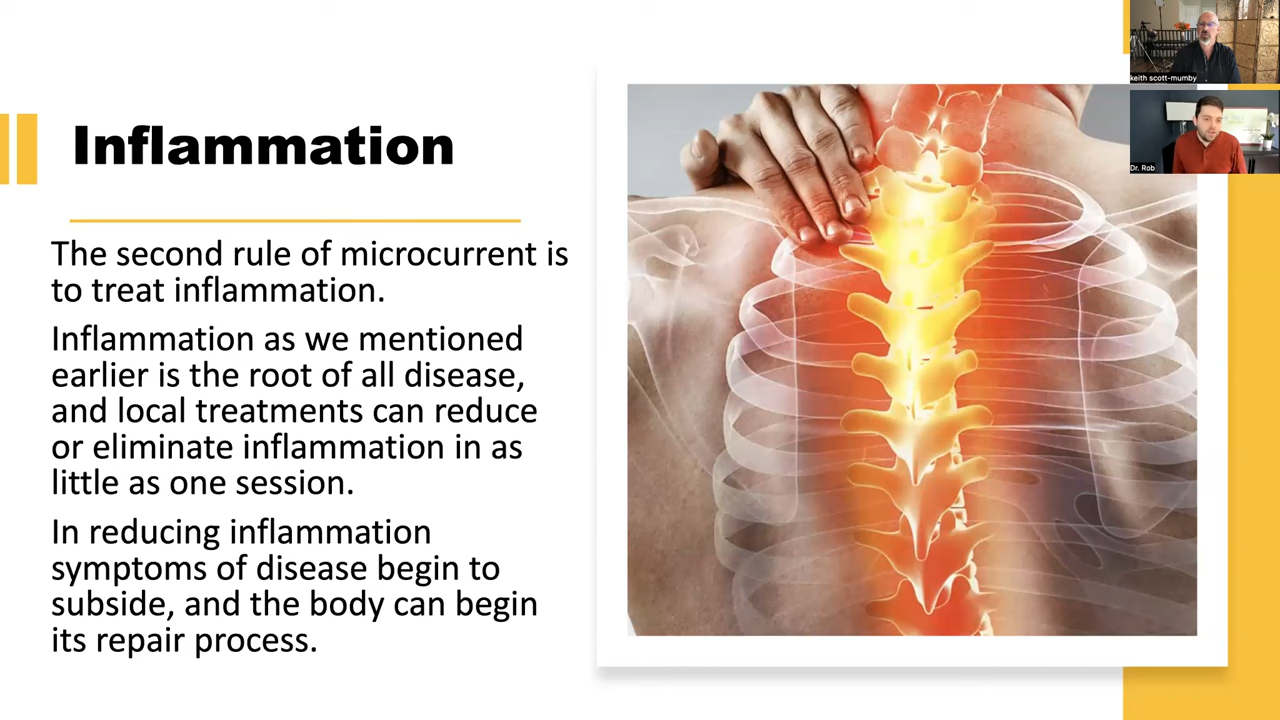 keith scott-mumby
Dr. Rob
Inflammation
The second rule of microcurrent is
to treat inflammation.
Inflammation as we mentioned
earlier is the root of all disease,
and local treatments can reduce
or eliminate inflammation in as
little as one session.
In reducing inflammation
symptoms of disease begin to
subside, and the body can begin
its repair process.